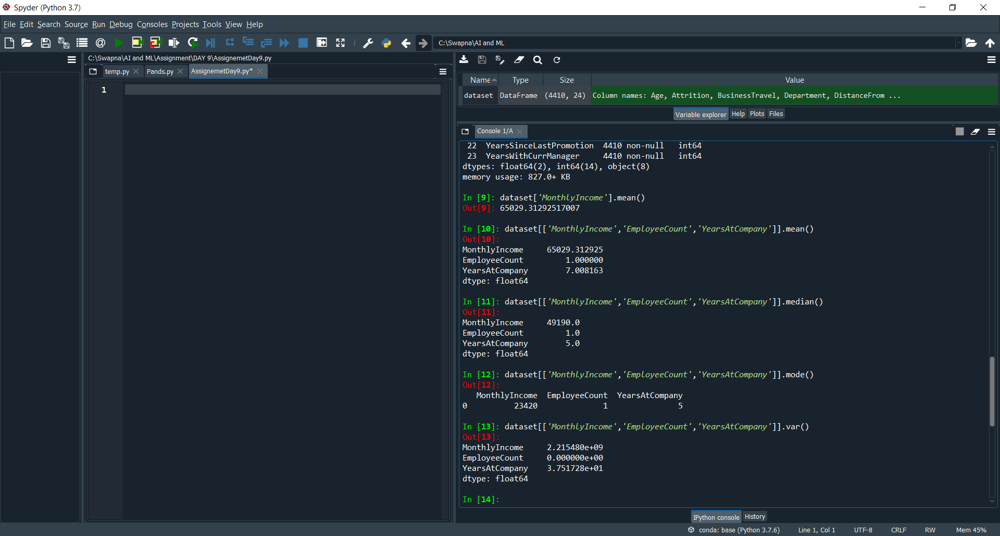 Spyder (Python 3.7)
File Edit Search Source Run Debug Consoles Projects Tools View Help
C:\Swapna\AI and ML
C:\Swapna\AI and ML\Assignment\DAY 9\AssignemetDay9.py
temp.py Pands.py AssignemetDay9.py*
1
Name Type Size Value
dataset DataFrame (4410, 24) Column names: Age, Attrition, BusinessTravel, Department, DistanceFrom ...
Variable explorer Help Plots Files
Console 1/A
22 YearsSinceLastPromotion 4410 non-null int64
23 YearsWithCurrManager 4410 non-null int64
dtypes: float64(2), int64(14), object(8)
memory usage: 827.0+ KB
In [9]: dataset['MonthlyIncome'].mean()
Out[9]: 65029.31292517007
In [10]: dataset[['MonthlyIncome','EmployeeCount','YearsAtCompany']].mean()
Out[10]:
MonthlyIncome 65029.312925
EmployeeCount 1.000000
YearsAtCompany 7.008163
dtype: float64
In [11]: dataset[['MonthlyIncome','EmployeeCount','YearsAtCompany']].median()
Out[11]:
MonthlyIncome 49190.0
EmployeeCount 1.0
YearsAtCompany 5.0
dtype: float64
In [12]: dataset[['MonthlyIncome','EmployeeCount','YearsAtCompany']].mode()
Out[12]:
MonthlyIncome EmployeeCount YearsAtCompany
0 23420 1 5
In [13]: dataset[['MonthlyIncome','EmployeeCount','YearsAtCompany']].var()
Out[13]:
MonthlyIncome 2.215480e+09
EmployeeCount 0.000000e+00
YearsAtCompany 3.751728e+01
dtype: float64
In [14]:
IPython console History
conda: base (Python 3.7.6) Line 1, Col 1 UTF-8 CRLF RW Mem 45%